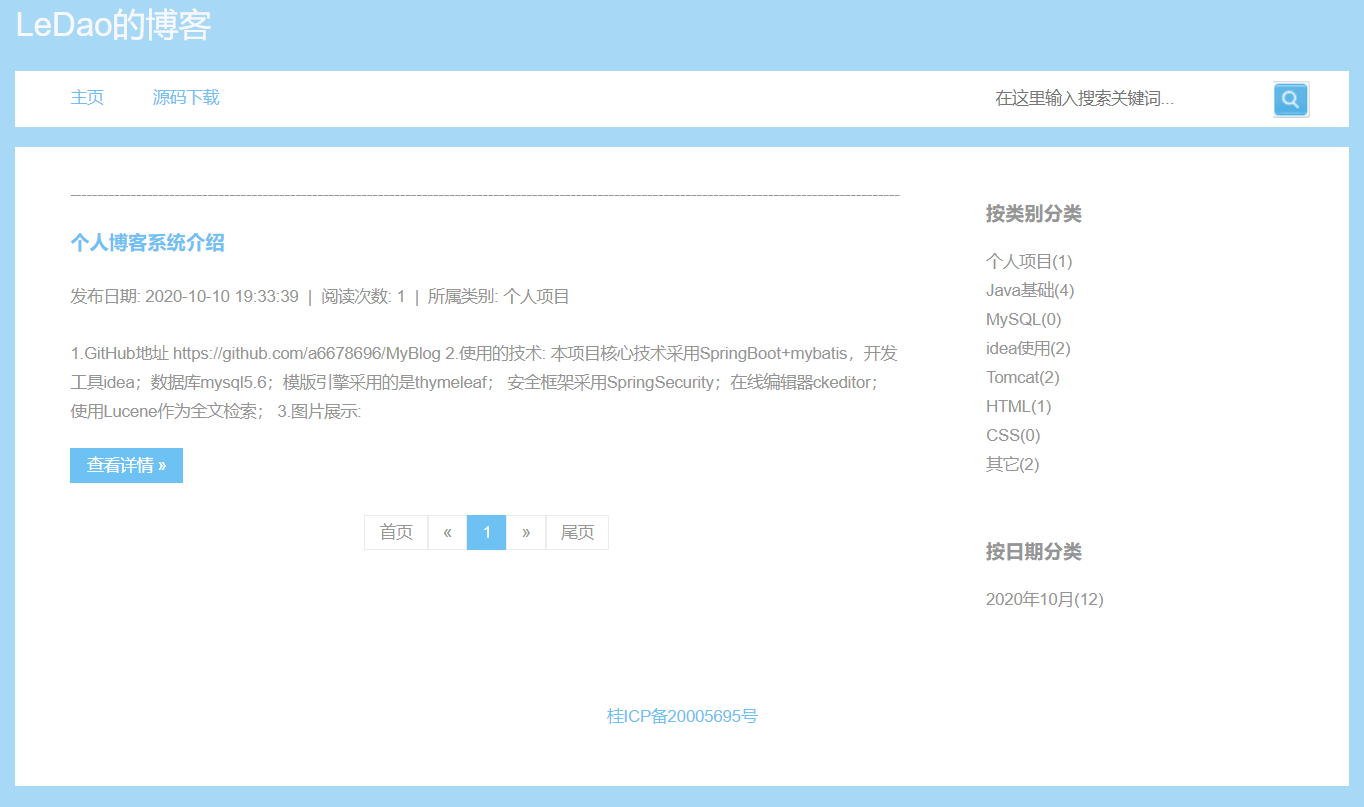 LeDao的博客
主页 源码下载 在这里输入搜索关键词...
个人博客系统介绍
发布日期: 2020-10-10 19:33:39 | 阅读次数: 1 | 所属类别: 个人项目
1.GitHub地址 https://github.com/a6678696/MyBlog 2.使用的技术: 本项目核心技术采用SpringBoot+mybatis，开发
工具idea；数据库mysql5.6；模版引擎采用的是thymeleaf； 安全框架采用SpringSecurity；在线编辑器ckeditor；
使用Lucene作为全文检索； 3.图片展示:
查看详情 »
首页 « 1 » 尾页
按类别分类
个人项目(1)
Java基础(4)
MySQL(0)
idea使用(2)
Tomcat(2)
HTML(1)
CSS(0)
其它(2)
按日期分类
2020年10月(12)
桂ICP备20005695号